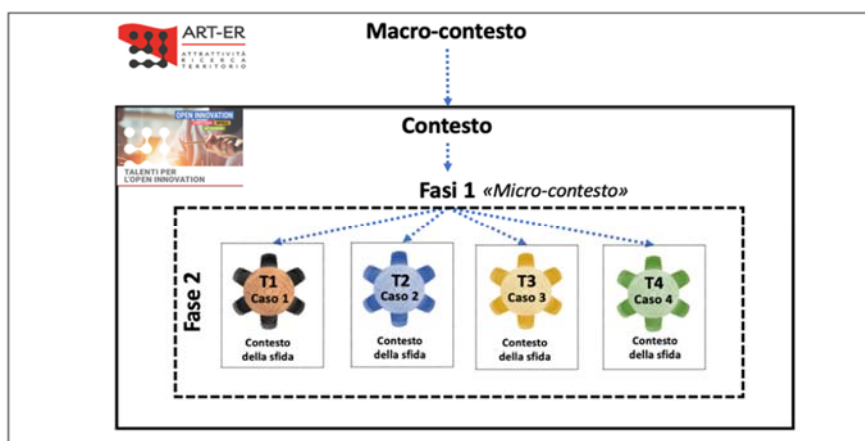 ART-ER
ATTRATTIVITÀ
RICERCA
TERRITORIO
Macro-contesto
OPEN INNOVATION
TALENTI PER
L'OPEN INNOVATION
Contesto
Fasi 1 «Micro-contesto»
Fase 2
T1
Caso 1
Contesto
della sfida
T2
Caso 2
Contesto
della sfida
T3
Caso 3
Contesto
della sfida
T4
Caso 4
Contesto
della sfida